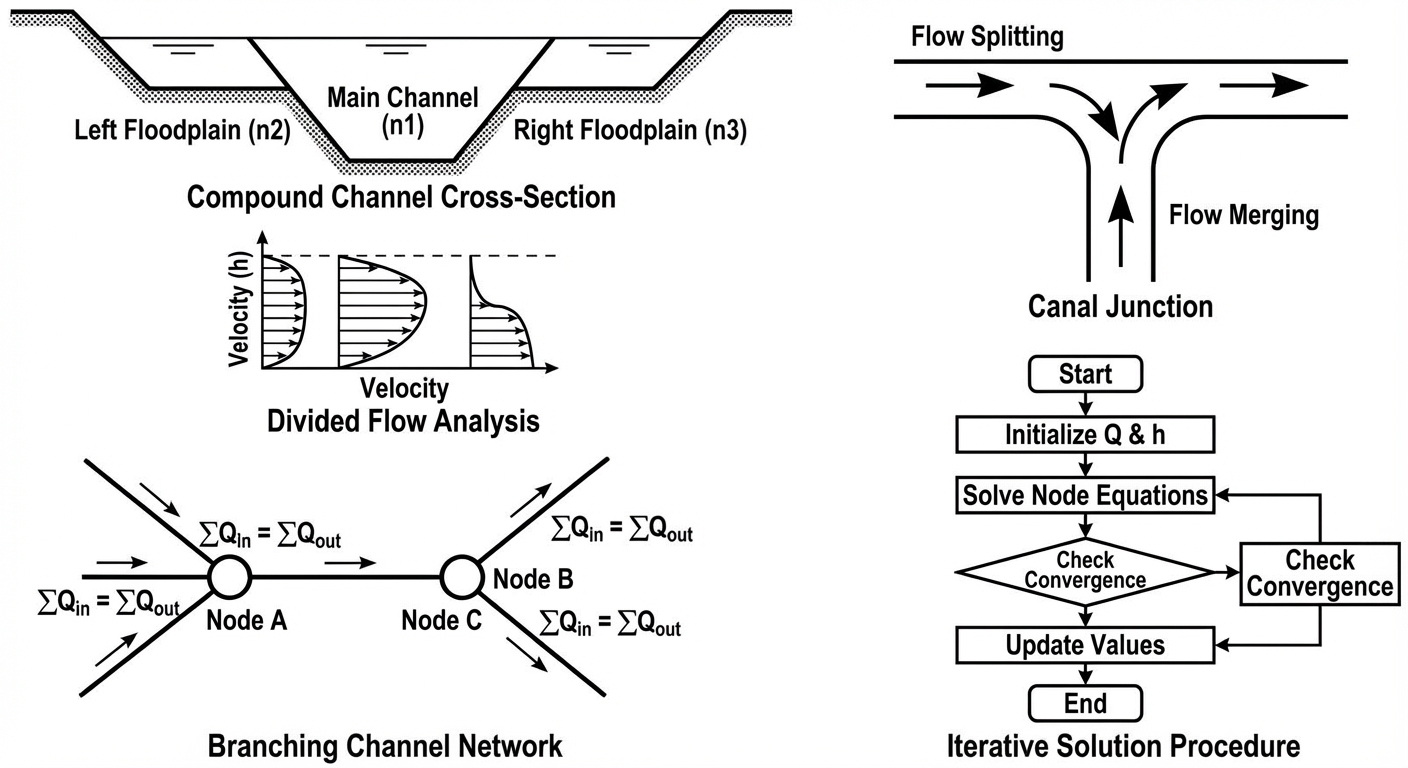 Main Channel
(n1)
Left Floodplain (n2)
Right Floodplain (n3)
Compound Channel Cross-Section
Velocity (h)
Velocity
Divided Flow Analysis
∑Qin = ∑Qout
∑Qin = ∑Qout
Node A
Node B
Node C
∑Qin = ∑Qout
∑Qin = ∑Qout
Branching Channel Network
Flow Splitting
Flow Merging
Canal Junction
Start
Initialize Q & h
Solve Node Equations
Check
Convergence
Check
Convergence
Update Values
End
Iterative Solution Procedure